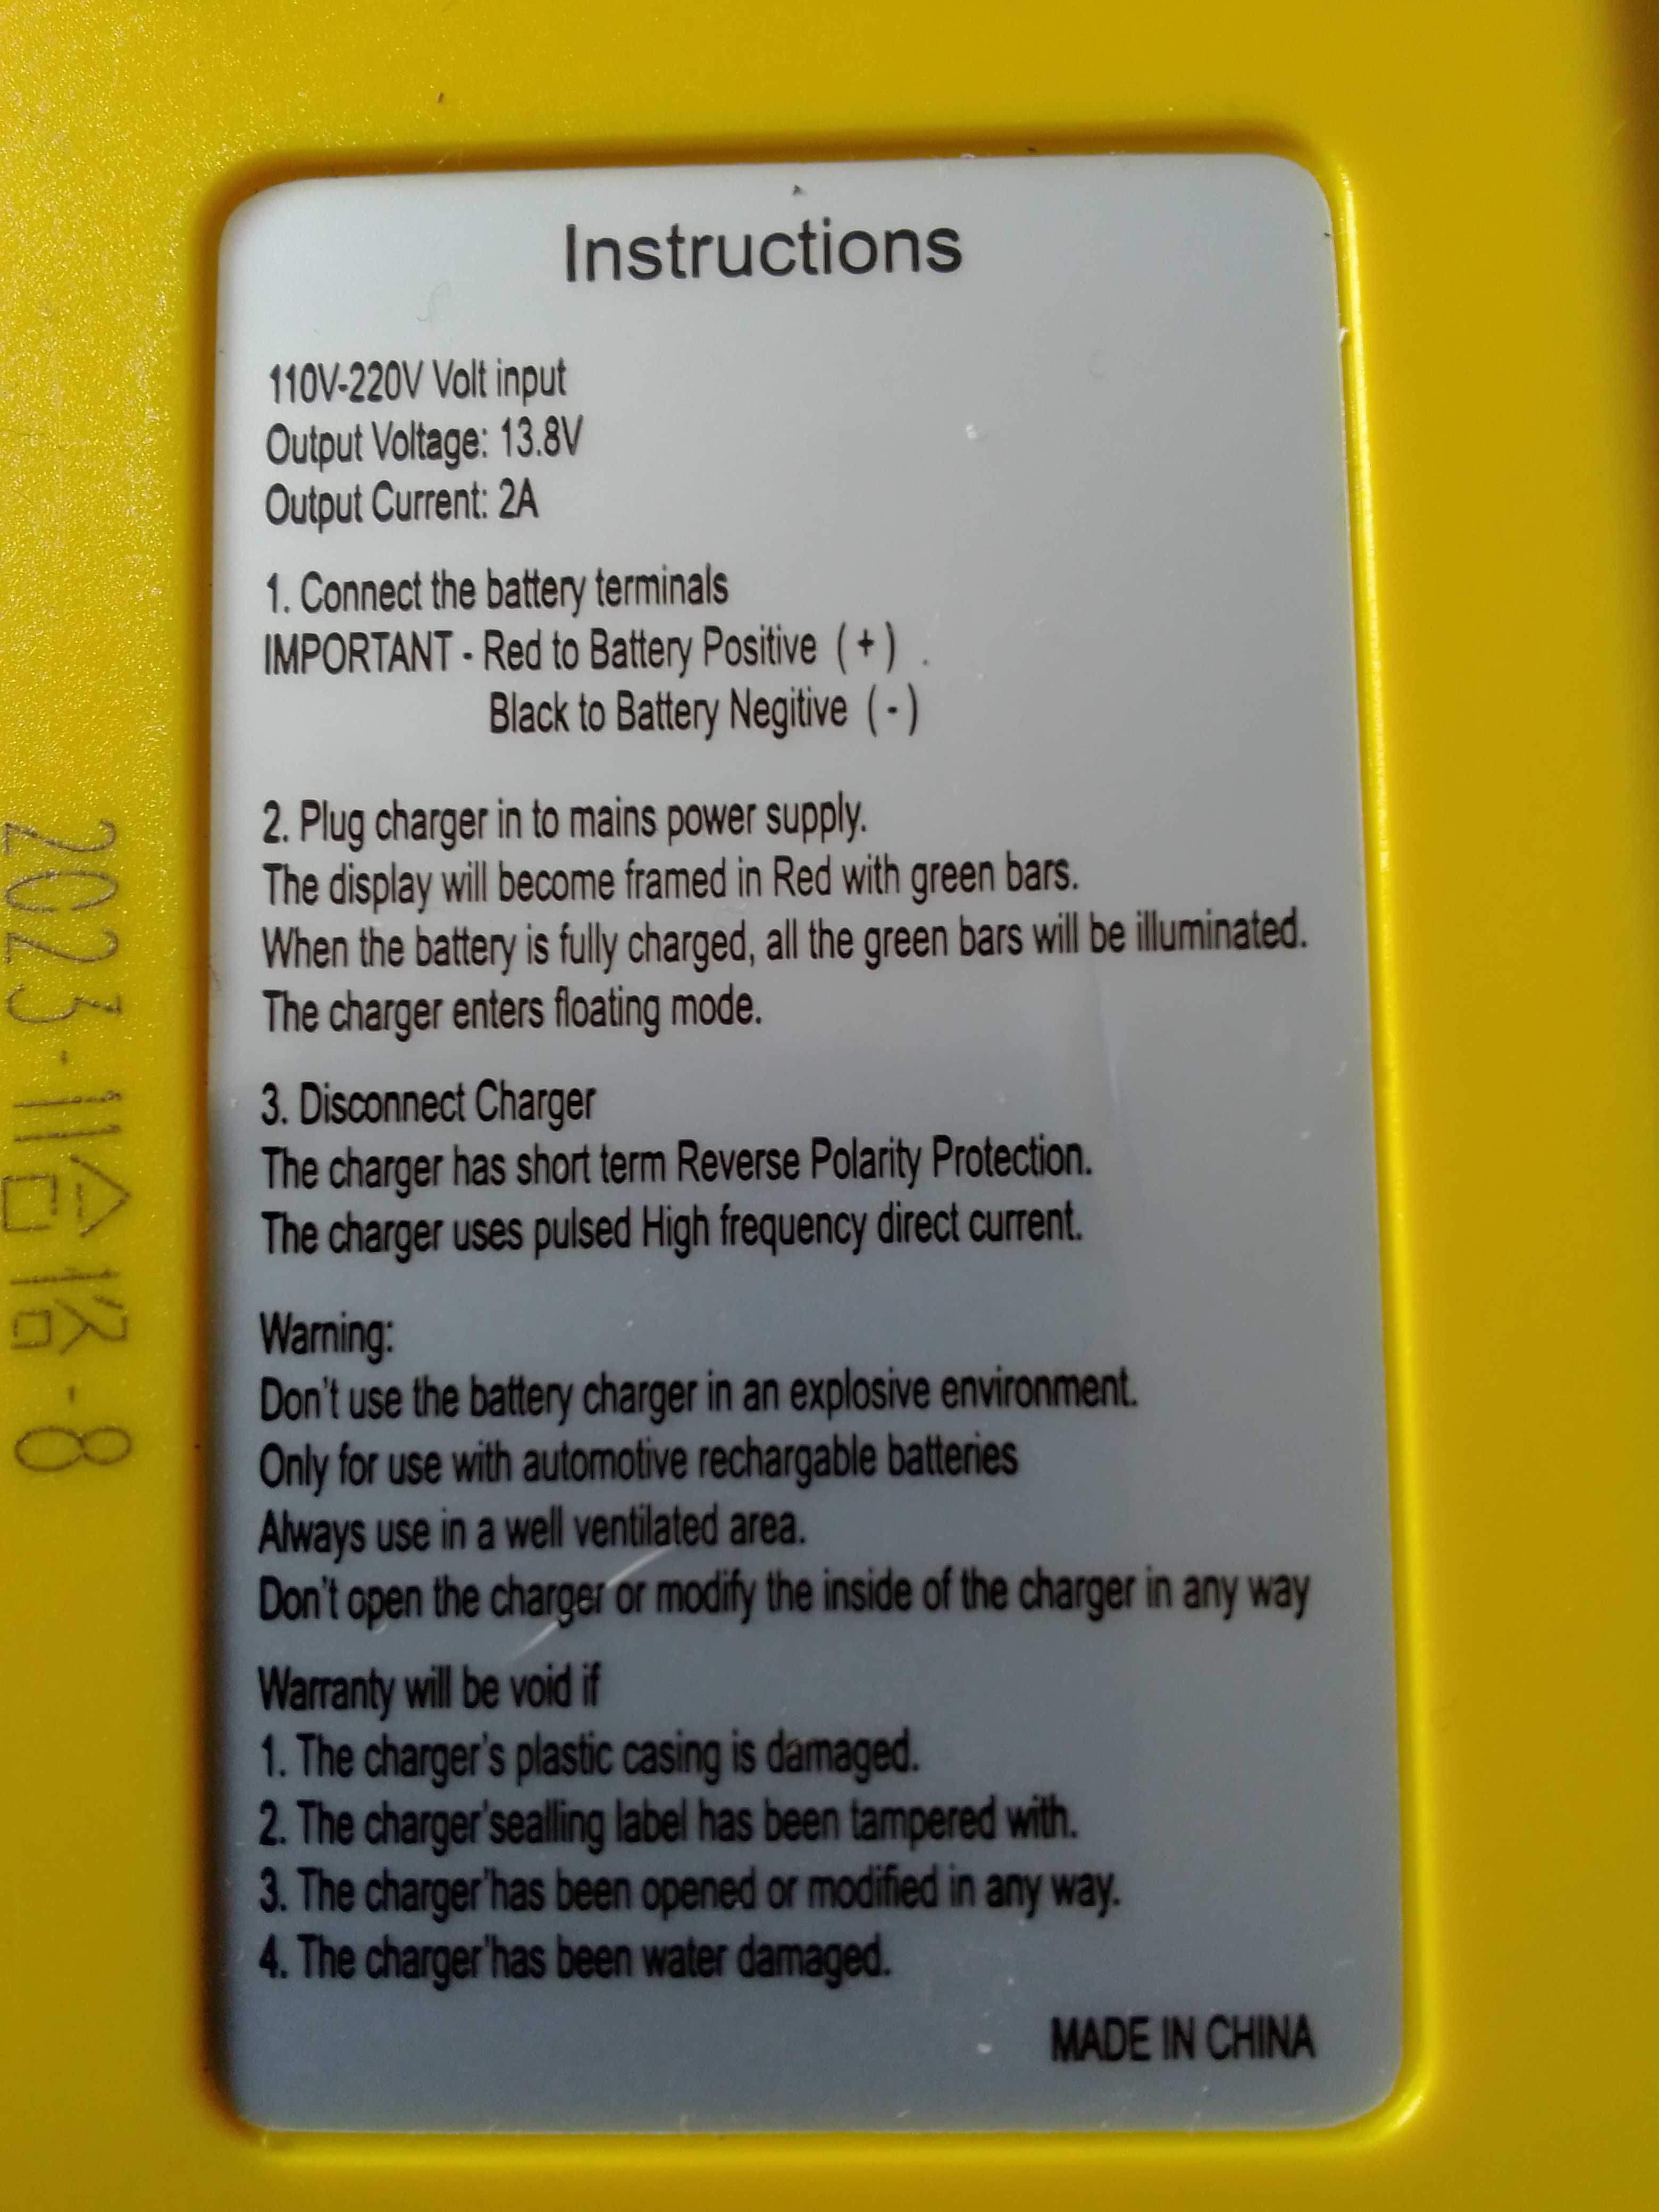 Instructions
110V-220V Volt input
Output Voltage: 13.8V
Output Current: 2A
1. Connect the battery terminals
IMPORTANT - Red to Battery Positive ( + )
Black to Battery Negitive ( - )
2. Plug charger in to mains power supply.
The display will become framed in Red with green bars.
When the battery is fully charged, all the green bars will be illuminated.
The charger enters floating mode.
3. Disconnect Charger
The charger has short term Reverse Polarity Protection.
The charger uses pulsed High frequency direct current.
Warning:
Don't use the battery charger in an explosive environment.
Only for use with automotive rechargable batteries
Always use in a well ventilated area.
Don't open the charger or modify the inside of the charger in any way
Warranty will be void if
1. The charger's plastic casing is damaged.
2. The charger'sealling label has been tampered with.
3. The charger'has been opened or modified in any way.
4. The charger'has been water damaged.
MADE IN CHINA
2023-11合格-8